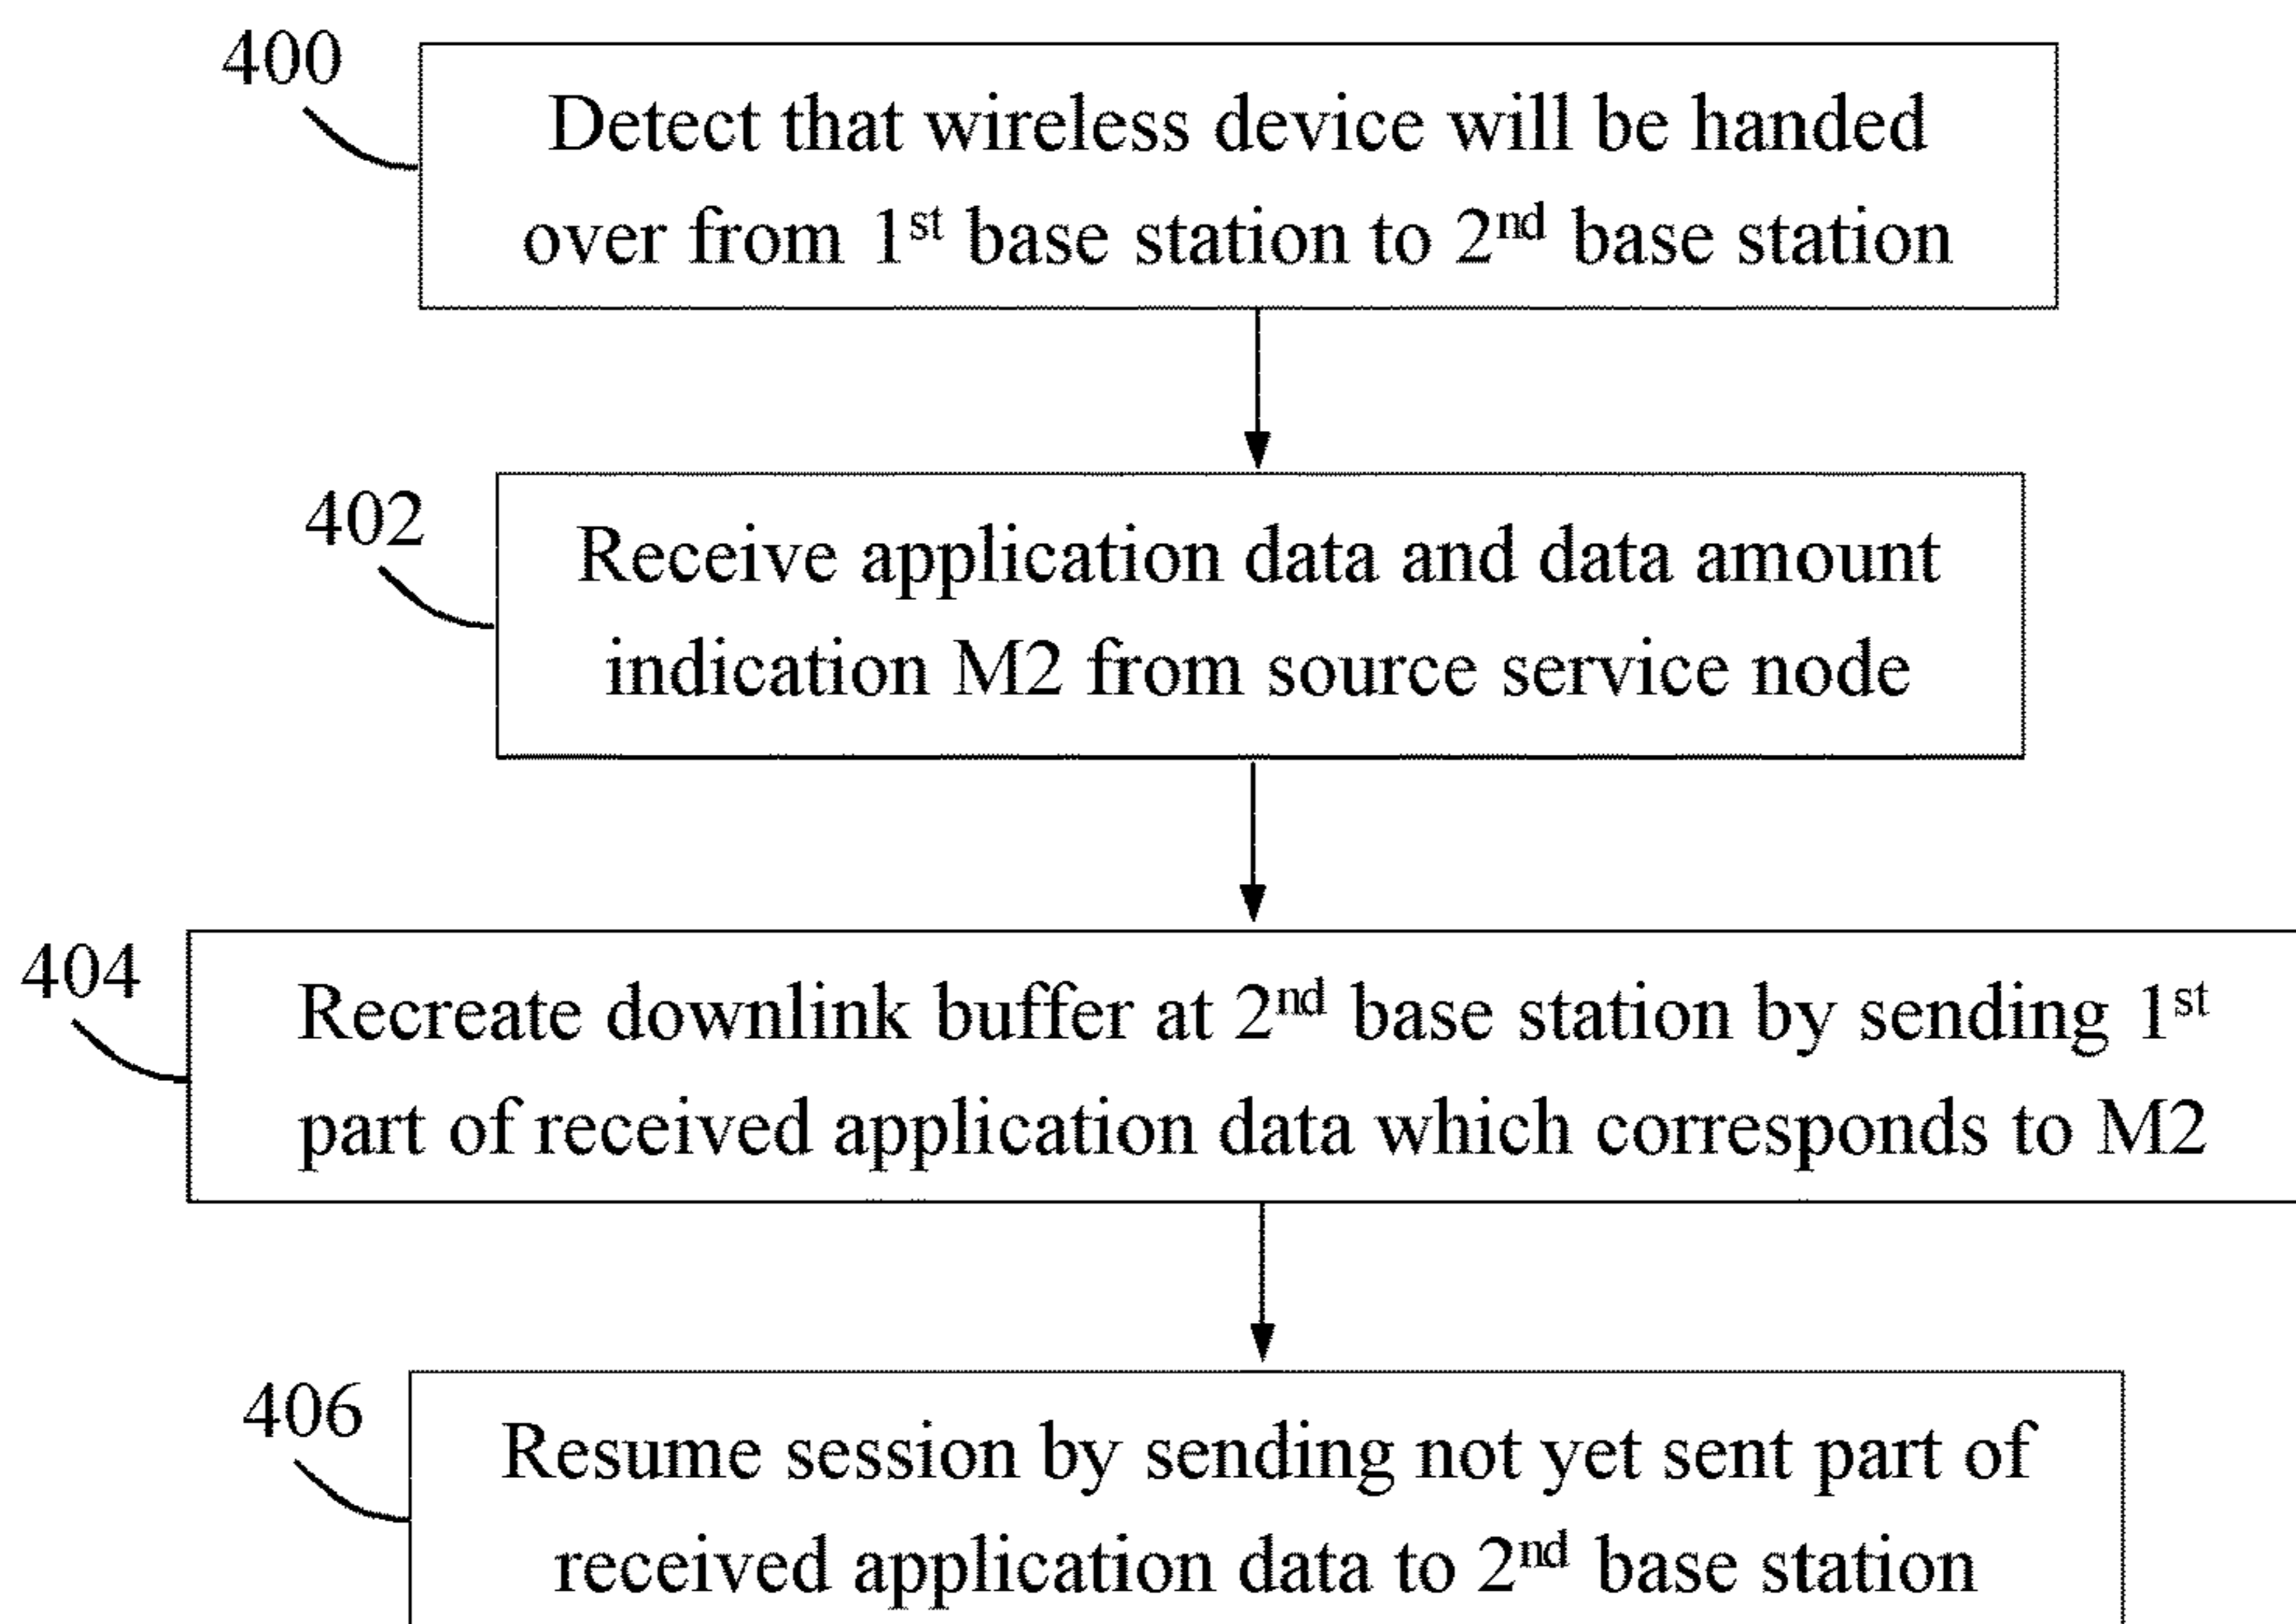 400
Detect that wireless device will be handed
over from 1st base station to 2nd base station
402
Receive application data and data amount
indication M2 from source service node
404
Recreate downlink buffer at 2nd base station by sending 1st
part of received application data which corresponds to M2
406
Resume session by sending not yet sent part of
received application data to 2nd base station